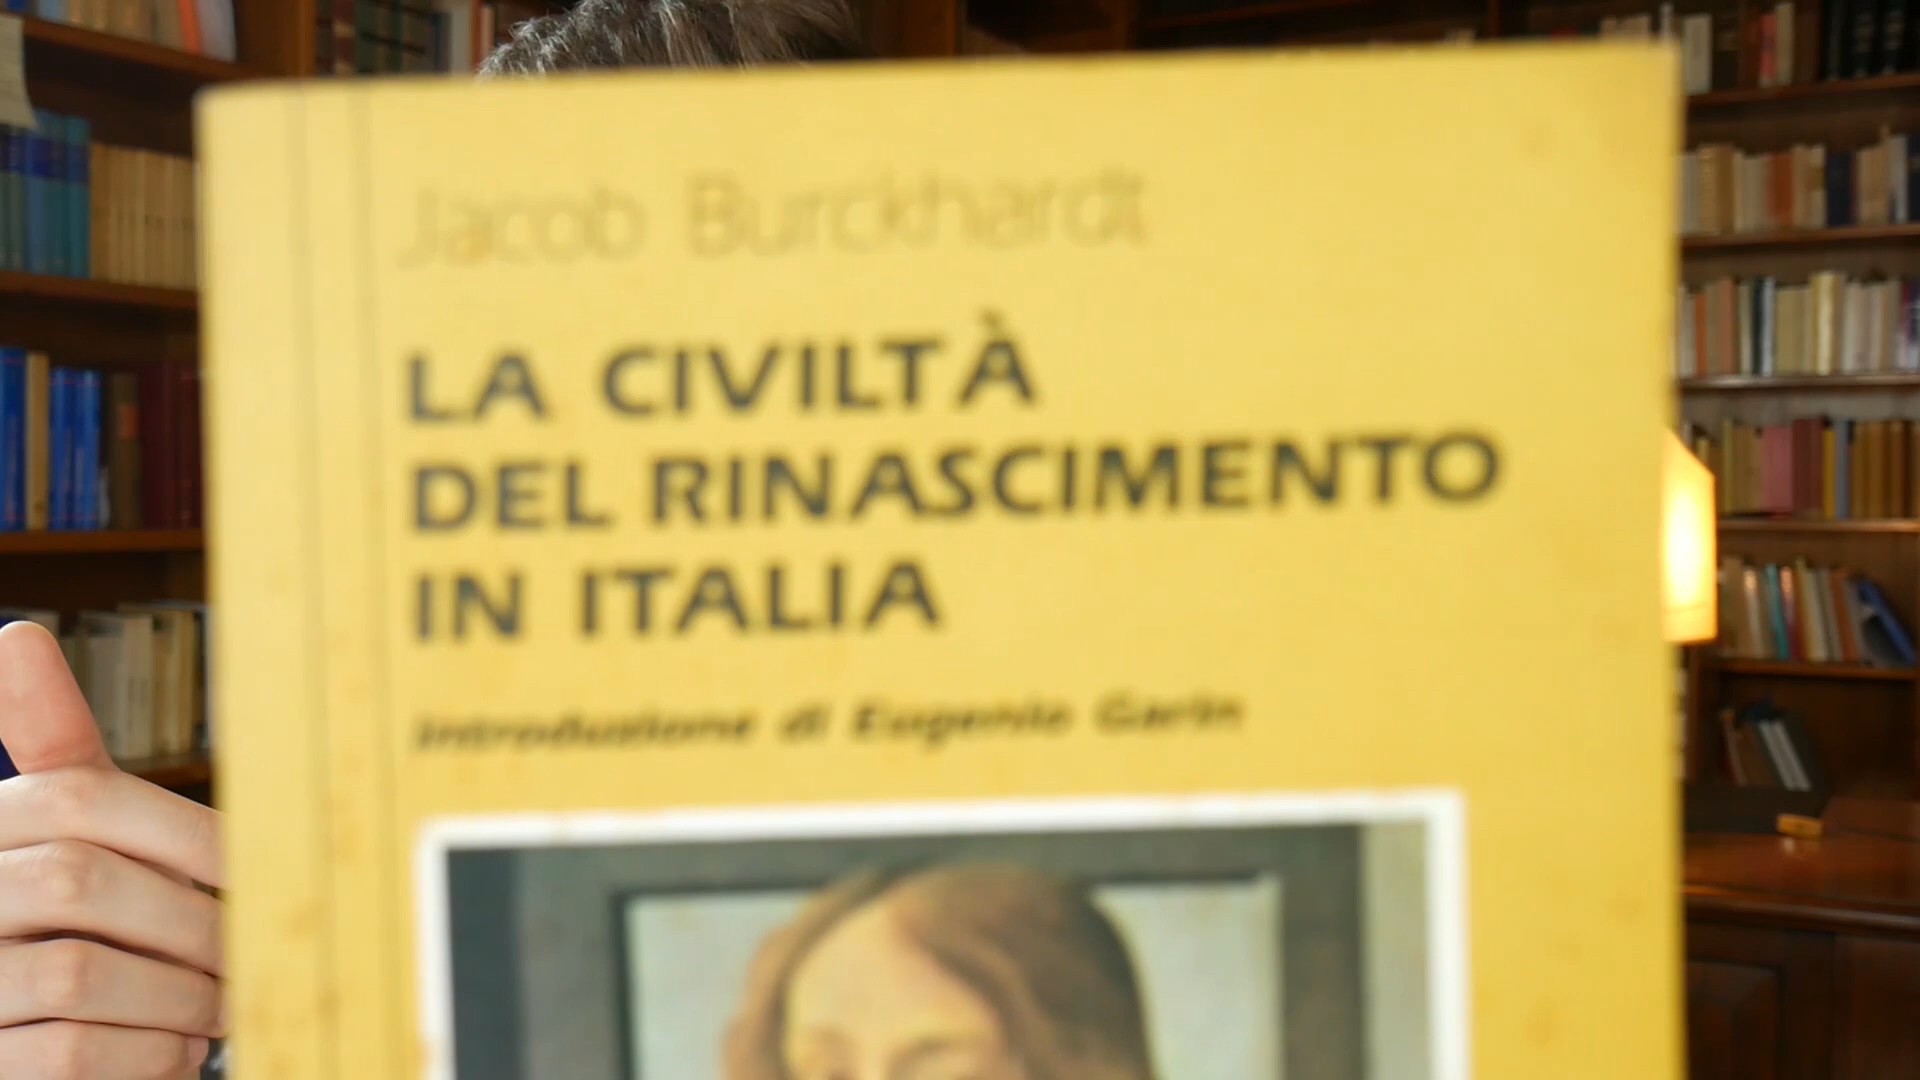 Jacob Burckhardt
LA CIVILTÀ
DEL RINASCIMENTO
IN ITALIA
Introduzione di Eugenio Garin